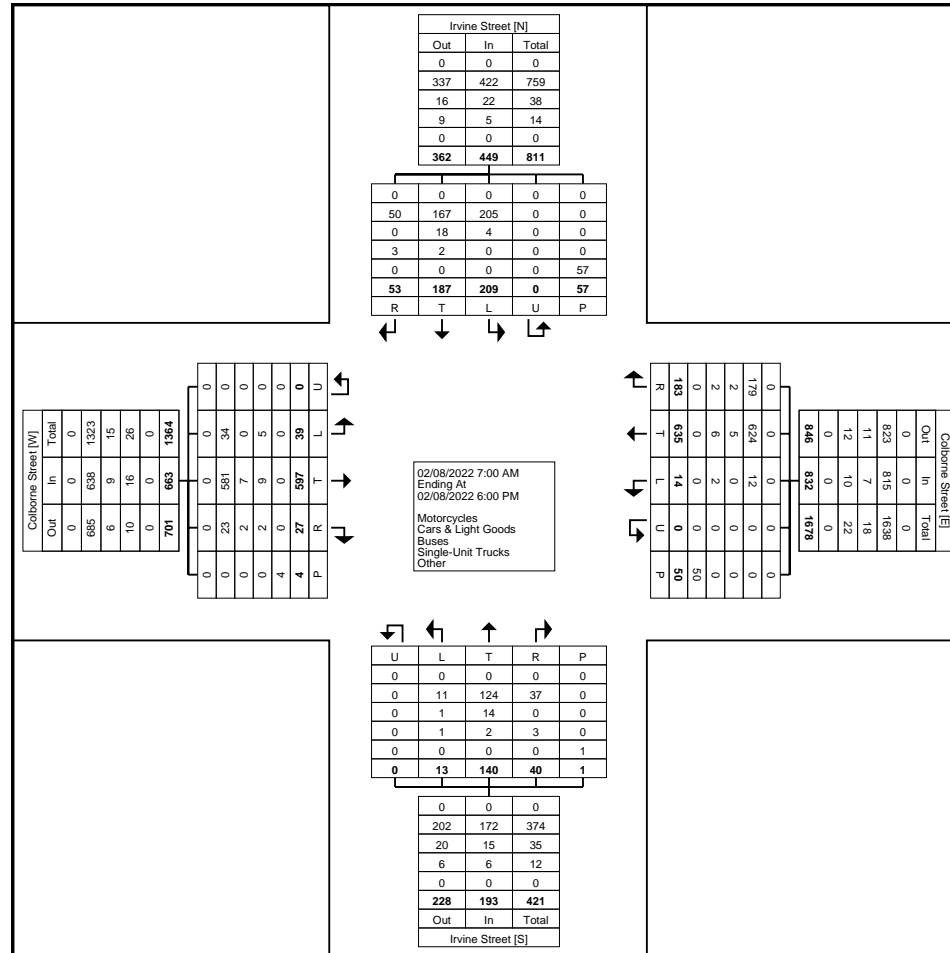 Irvine Street [N]
Out In Total
0 0 0
337 422 759
16 22 38
9 5 14
0 0 0
362 449 811
0 0 0 0 0
50 167 205 0 0
0 18 4 0 0
3 2 0 0 0
0 0 0 0 57
53 187 209 0 57
R T L U P
U L T R P
0 39 597 27 4
0 0 0 0 4
0 5 9 2 0
0 0 7 2 0
0 34 581 23 0
0 0 0 0 0
1364 663 701
0 0 0
26 16 10
15 9 6
1323 638 685
0 0 0
Total In Out
Colborne Street [W]
02/08/2022 7:00 AM
Ending At
02/08/2022 6:00 PM
Motorcycles
Cars & Light Goods
Buses
Single-Unit Trucks
Other
Colborne Street [E]
Out In Total
0 0 0
823 815 1638
11 7 18
12 10 22
0 0 0
846 832 1678
0 0 0 0 0
179 624 12 0 0
2 5 0 0 0
2 6 2 0 0
0 0 0 0 50
183 635 14 0 50
R T L U P
U L T R P
0 0 0 0 0
0 11 124 37 0
0 1 14 0 0
0 1 2 3 0
0 0 0 0 1
0 13 140 40 1
0 0 0
202 172 374
20 15 35
6 6 12
0 0 0
228 193 421
Out In Total
Irvine Street [S]